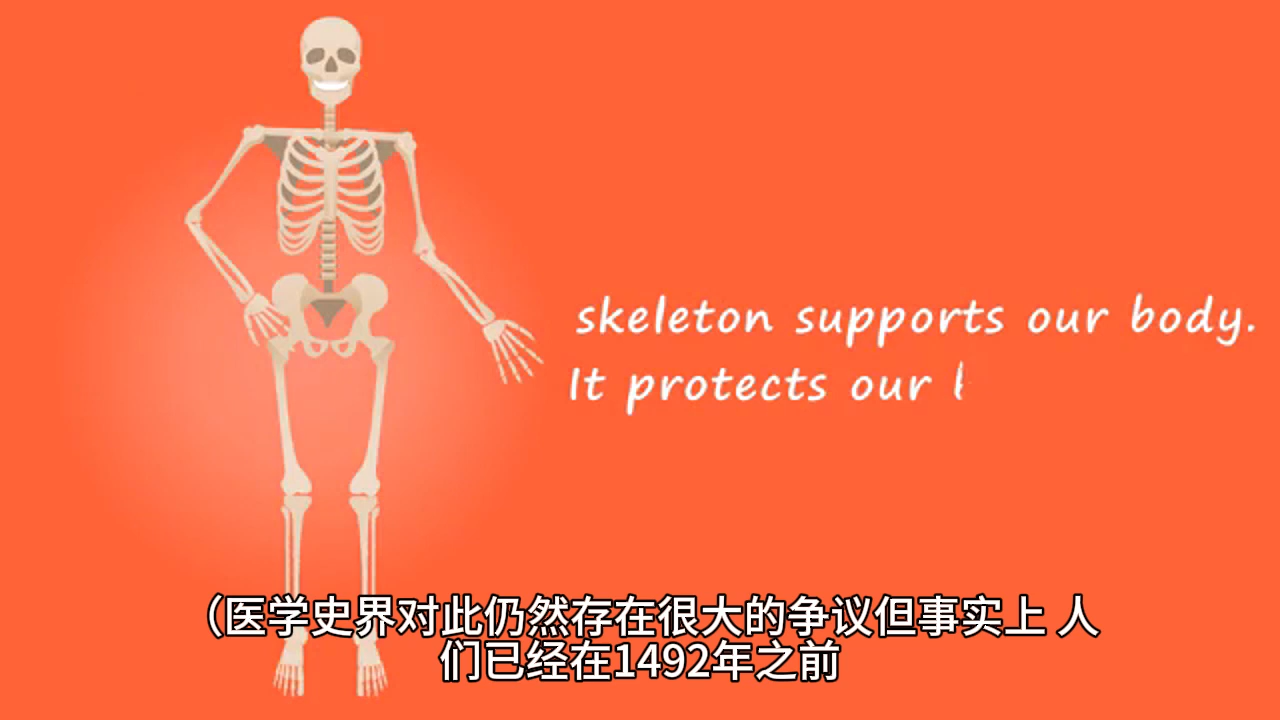 skeleton supports our body.
It protects our
（医学史界对此仍然存在很大的争议但事实上 人
们已经在1492年之前